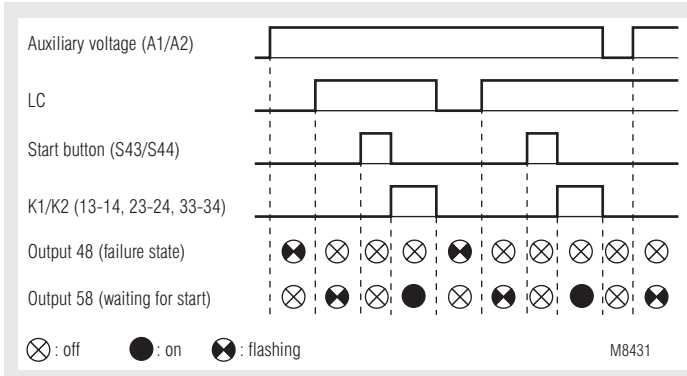 Auxiliary voltage (A1/A2)
LC
Start button (S43/S44)
K1/K2 (13-14, 23-24, 33-34)
Output 48 (failure state)
Output 58 (waiting for start)
: off : on : flashing M8431